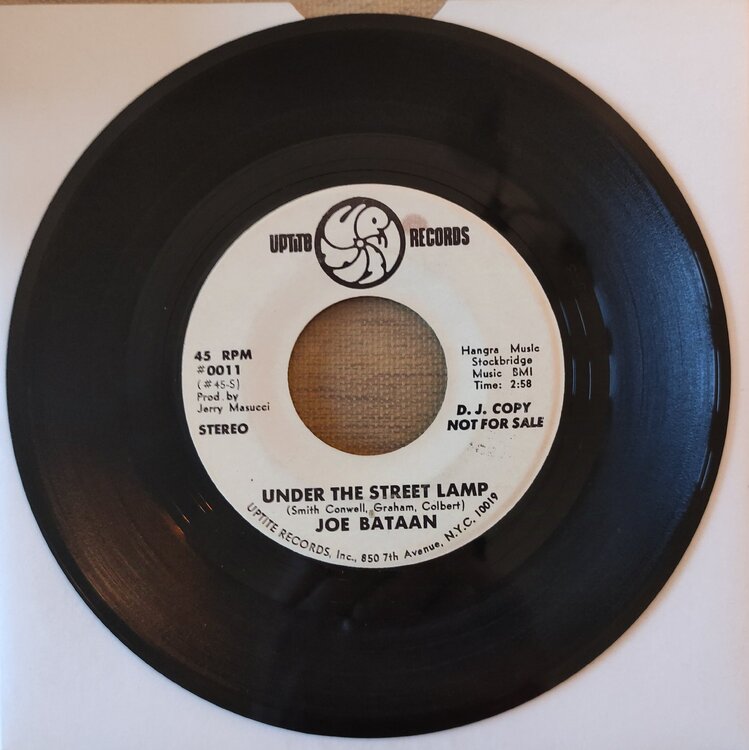 UPTITE RECORDS
45 RPM
#0011
(#45-S)
Prod. by
Jerry Masucci
STEREO
Hangra Music
Stockbridge
Music BMI
Time: 2:58
D. J. COPY
NOT FOR SALE
UNDER THE STREET LAMP
(Smith Conwell, Graham, Colbert)
JOE BATAAN
UPTITE RECORDS, Inc., 850 7th Avenue, N.Y.C. 10019